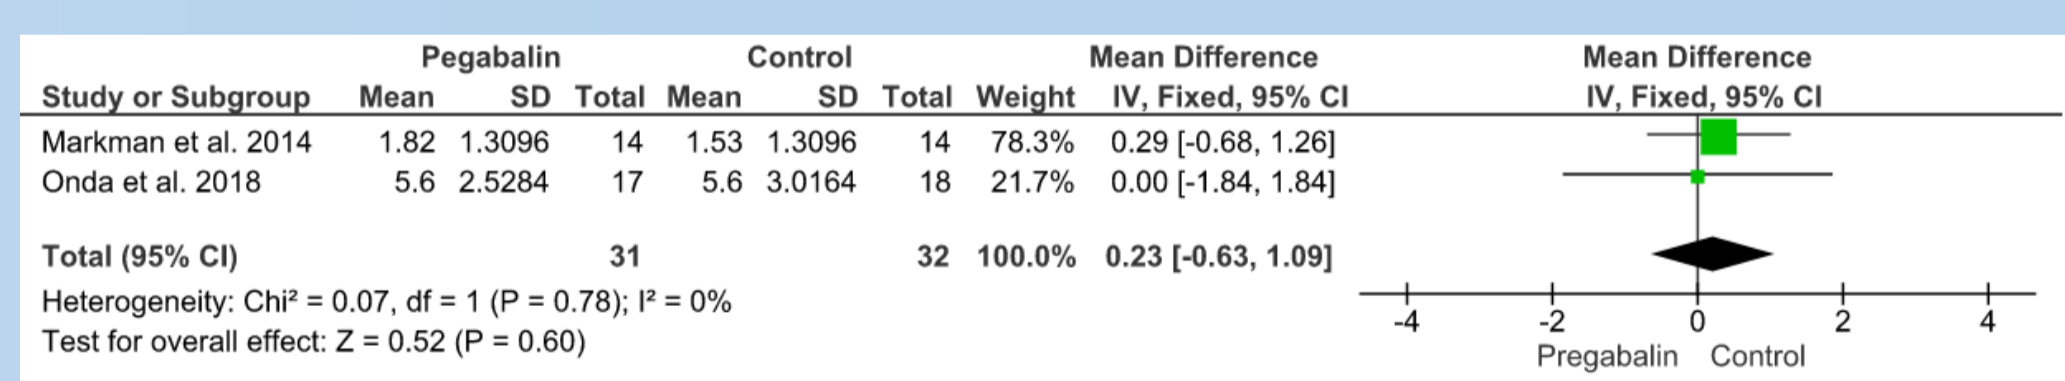 Pegabalin Control Mean Difference Mean Difference
Study or Subgroup Mean SD Total Mean SD Total Weight IV, Fixed, 95% CI IV, Fixed, 95% CI
Markman et al. 2014 1.82 1.3096 14 1.53 1.3096 14 78.3% 0.29 [-0.68, 1.26]
Onda et al. 2018 5.6 2.5284 17 5.6 3.0164 18 21.7% 0.00 [-1.84, 1.84]
Total (95% CI) 31 32 100.0% 0.23 [-0.63, 1.09]
Heterogeneity: Chi² = 0.07, df = 1 (P = 0.78); I² = 0%
Test for overall effect: Z = 0.52 (P = 0.60)
-4 -2 0 2 4
Pregabalin Control